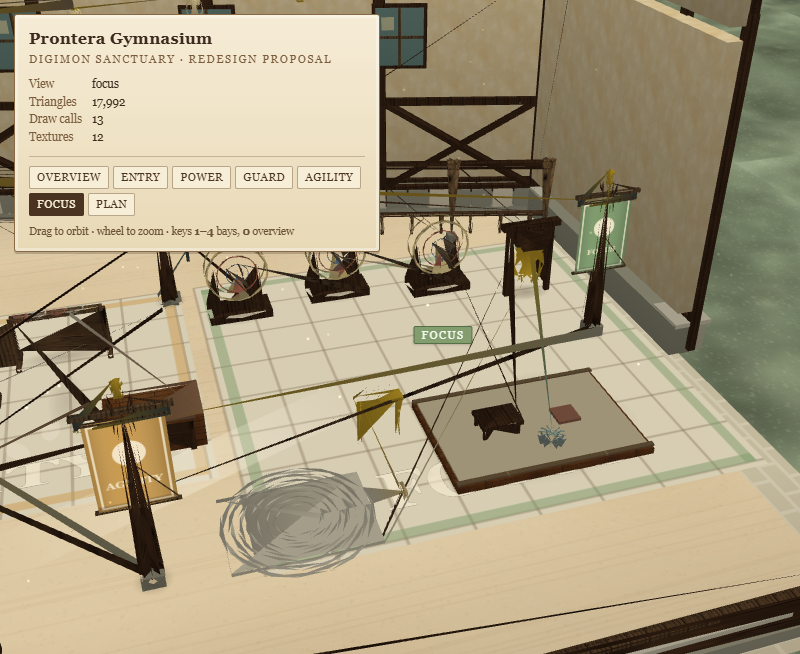 Prontera Gymnasium
DIGIMON SANCTUARY · REDESIGN PROPOSAL
View focus
Triangles 17,992
Draw calls 13
Textures 12
OVERVIEW ENTRY POWER GUARD AGILITY
FOCUS PLAN
Drag to orbit · wheel to zoom · keys 1–4 bays, 0 overview
FOCUS